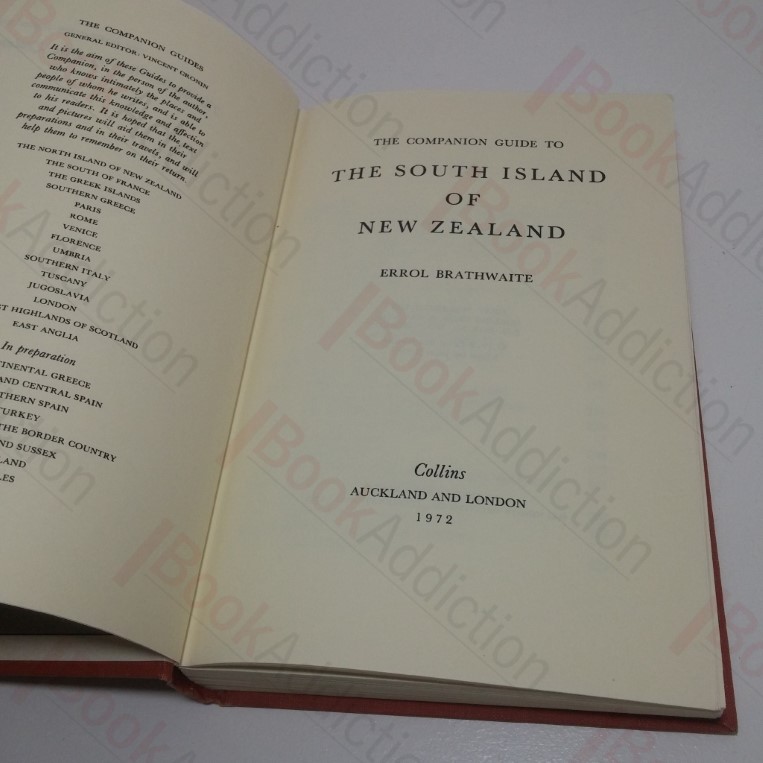 THE COMPANION GUIDES
GENERAL EDITOR: VINCENT CRONIN
It is the aim of these Guides to provide a
Companion, in the person of the author,
who knows intimately the places and
people of whom he writes, and is able to
communicate this knowledge and affection
to his readers. It is hoped that the text
and pictures will aid them in their
preparations and in their travels, and will
help them to remember on their return.
THE NORTH ISLAND OF NEW ZEALAND
THE SOUTH OF FRANCE
THE GREEK ISLANDS
SOUTHERN GREECE
PARIS
ROME
VENICE
FLORENCE
UMBRIA
SOUTHERN ITALY
TUSCANY
JUGOSLAVIA
LONDON
HIGHLANDS OF SCOTLAND
EAST ANGLIA
In preparation
GREECE
AND CENTRAL SPAIN
SPAIN
TURKEY
THE BORDER COUNTRY
AND SUSSEX
THE COMPANION GUIDE TO
THE SOUTH ISLAND
OF
NEW ZEALAND
ERROL BRATHWAITE
Collins
AUCKLAND AND LONDON
1972
BookAddiction